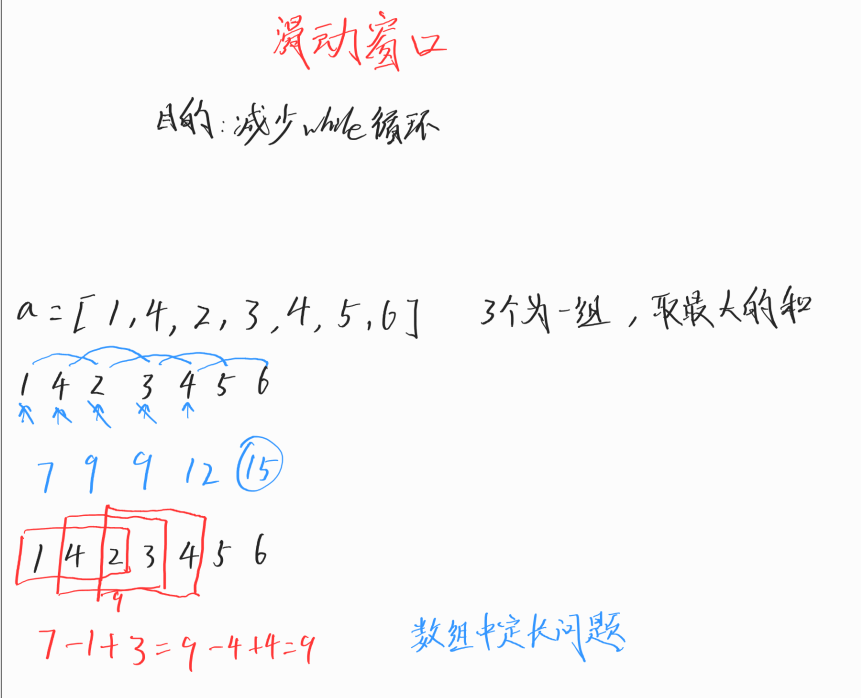 滑动窗口
目的:减少while循环
a=[1,4,2,3,4,5,6] 3个为一组,取最大的和
1 4 2 3 4 5 6
7 9 9 12 15
1 4 2 3 4 5 6
9
7-1+3=9-4+4=9
数组中定长问题